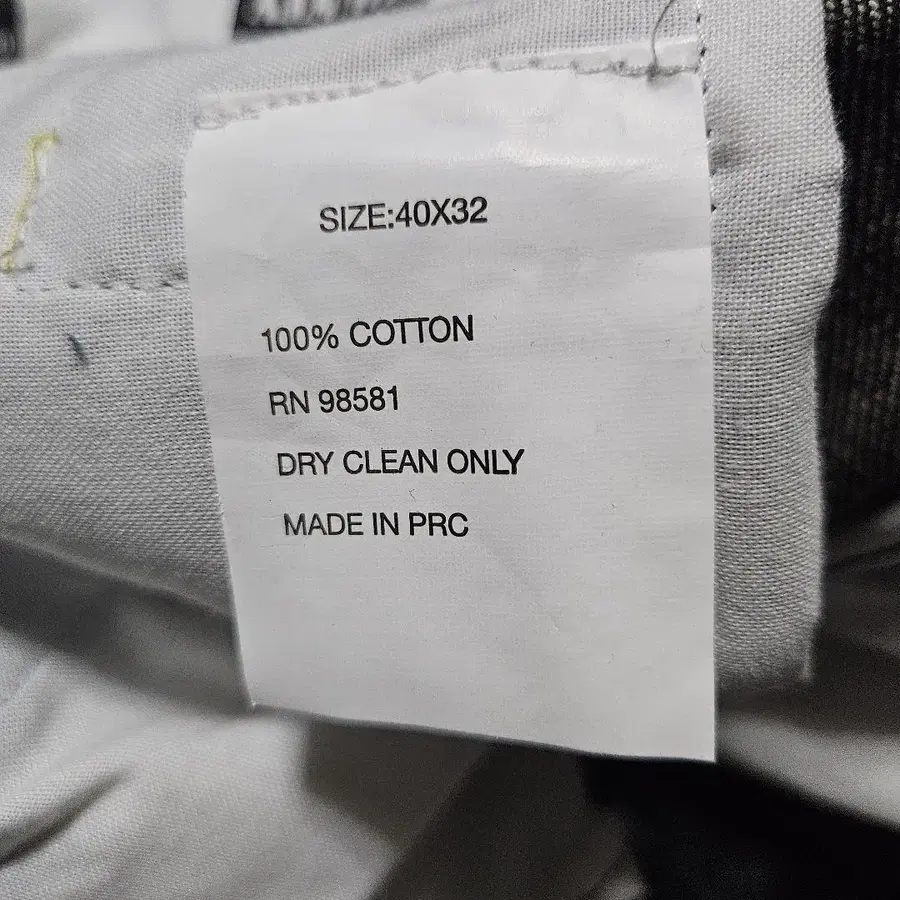 SIZE:40X32
100% COTTON
RN 98581
DRY CLEAN ONLY
MADE IN PRC